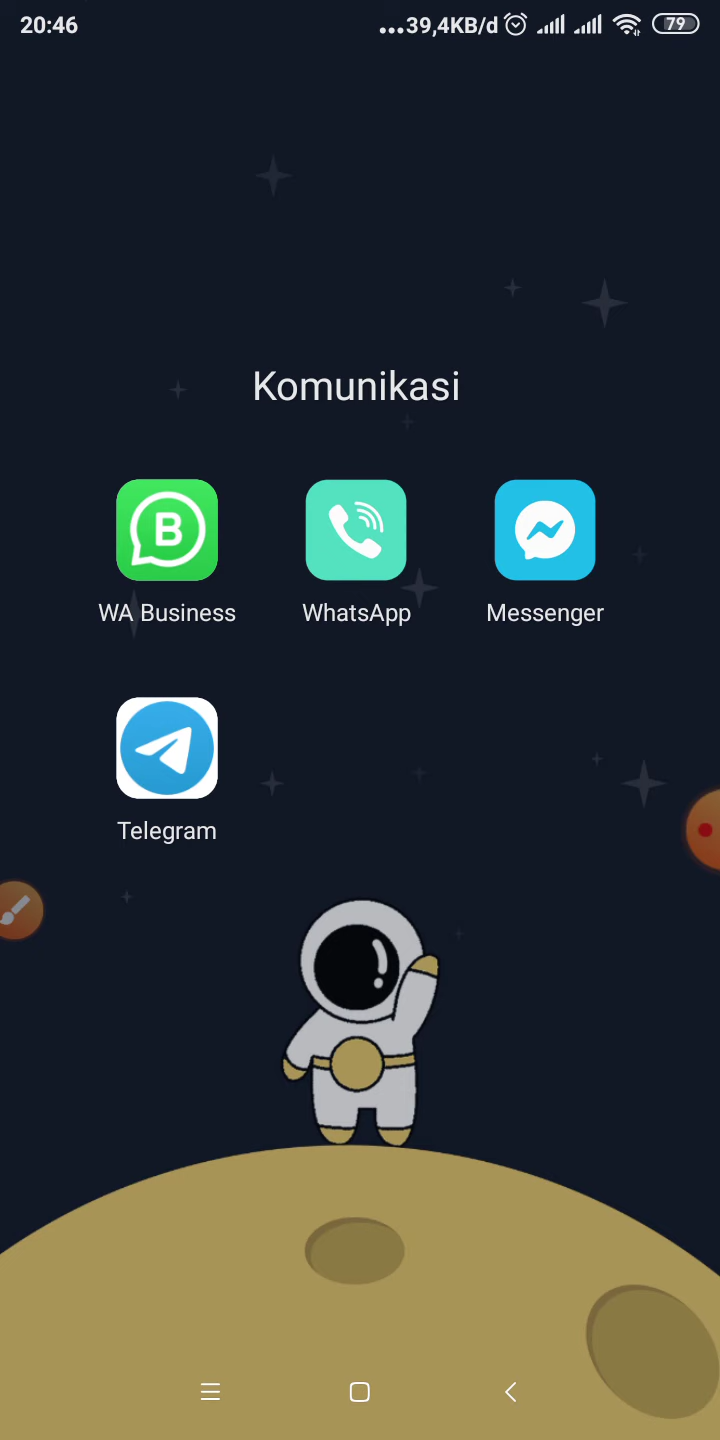 20:46 ...39,4KB/d 79
Komunikasi
B
WA Business WhatsApp Messenger
Telegram